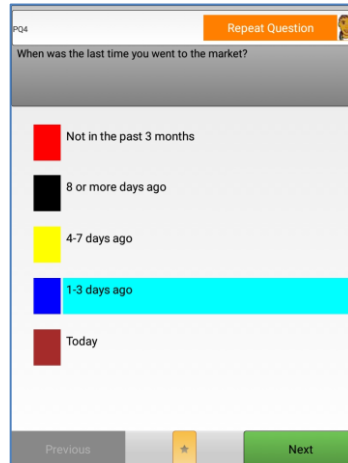 PQ4
Repeat Question
When was the last time you went to the market?
Not in the past 3 months
8 or more days ago
4-7 days ago
1-3 days ago
Today
Previous
Next